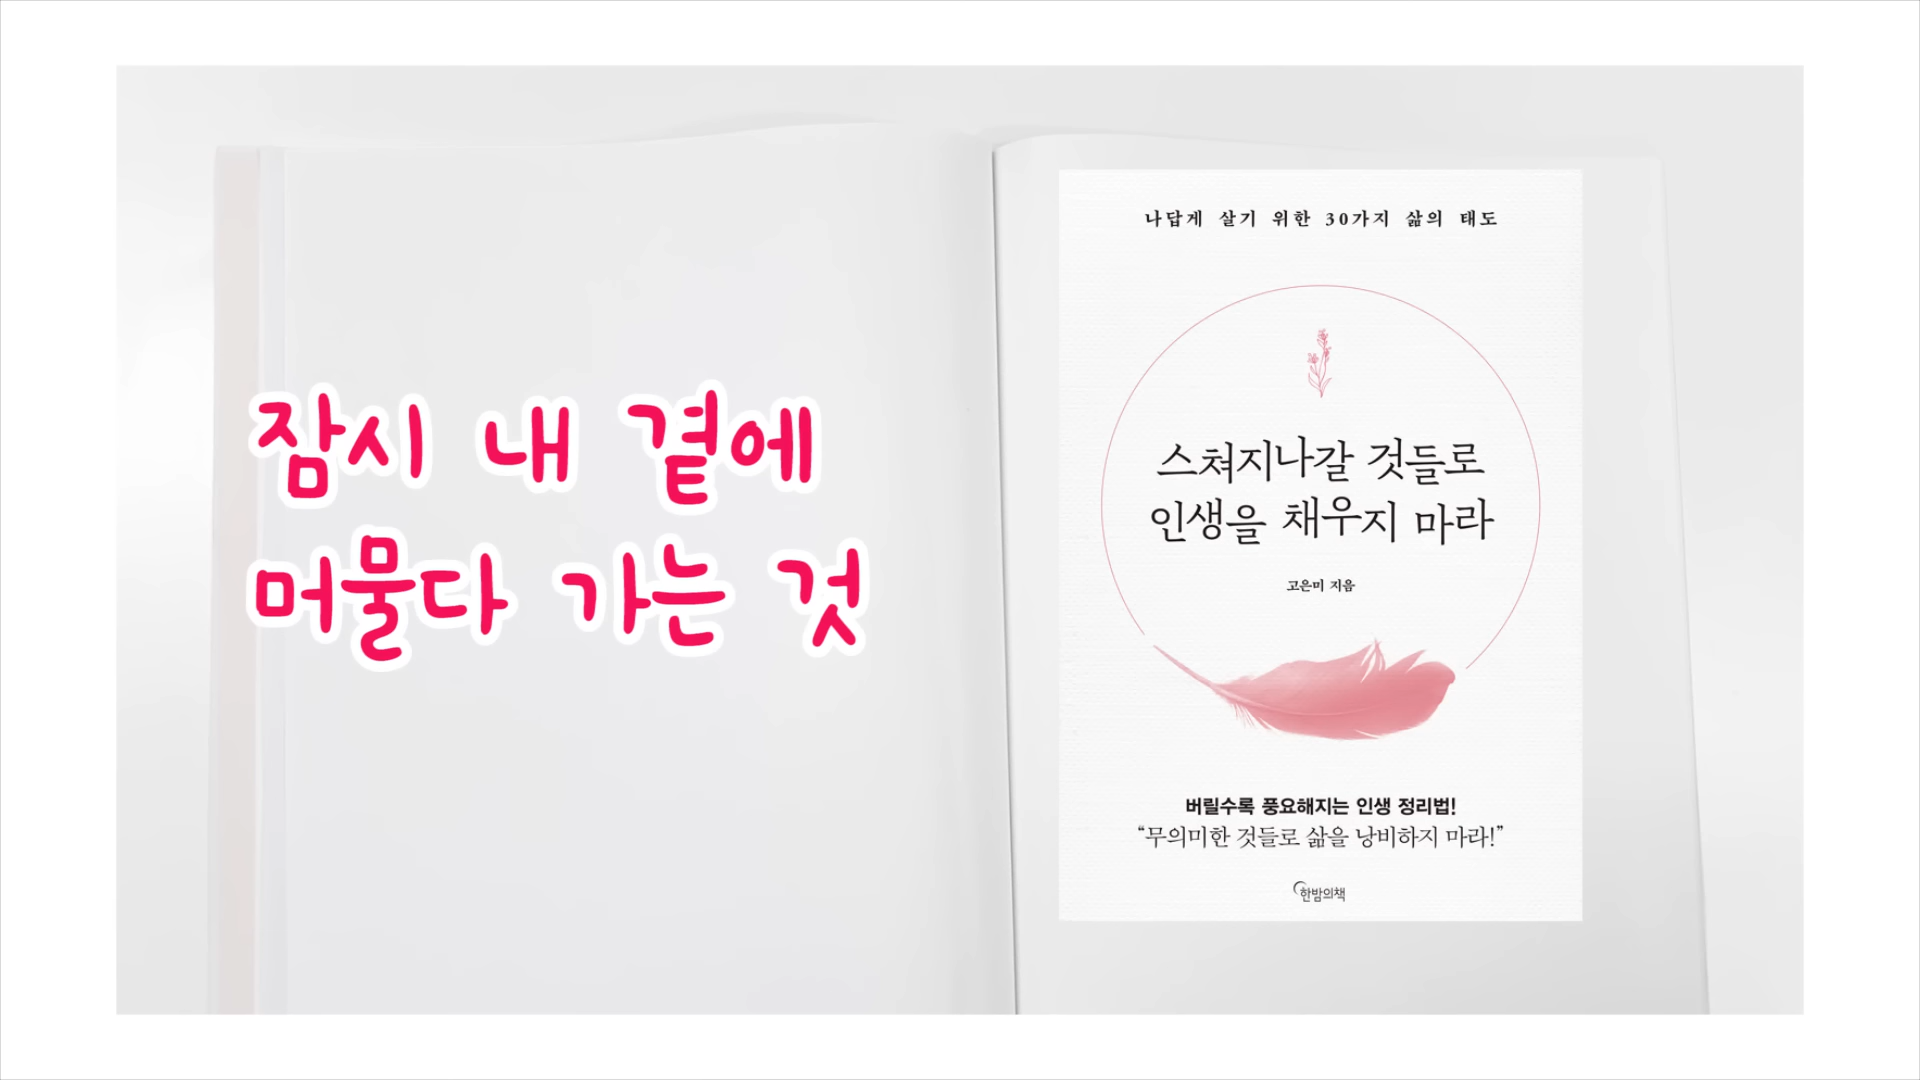 잠시 내 곁에
머물다 가는 것
나답게 살기 위한 30가지 삶의 태도
스쳐지나갈 것들로
인생을 채우지 마라
고은미 지음
버릴수록 풍요해지는 인생 정리법!
“무의미한 것들로 삶을 낭비하지 마라!”
한밤의책